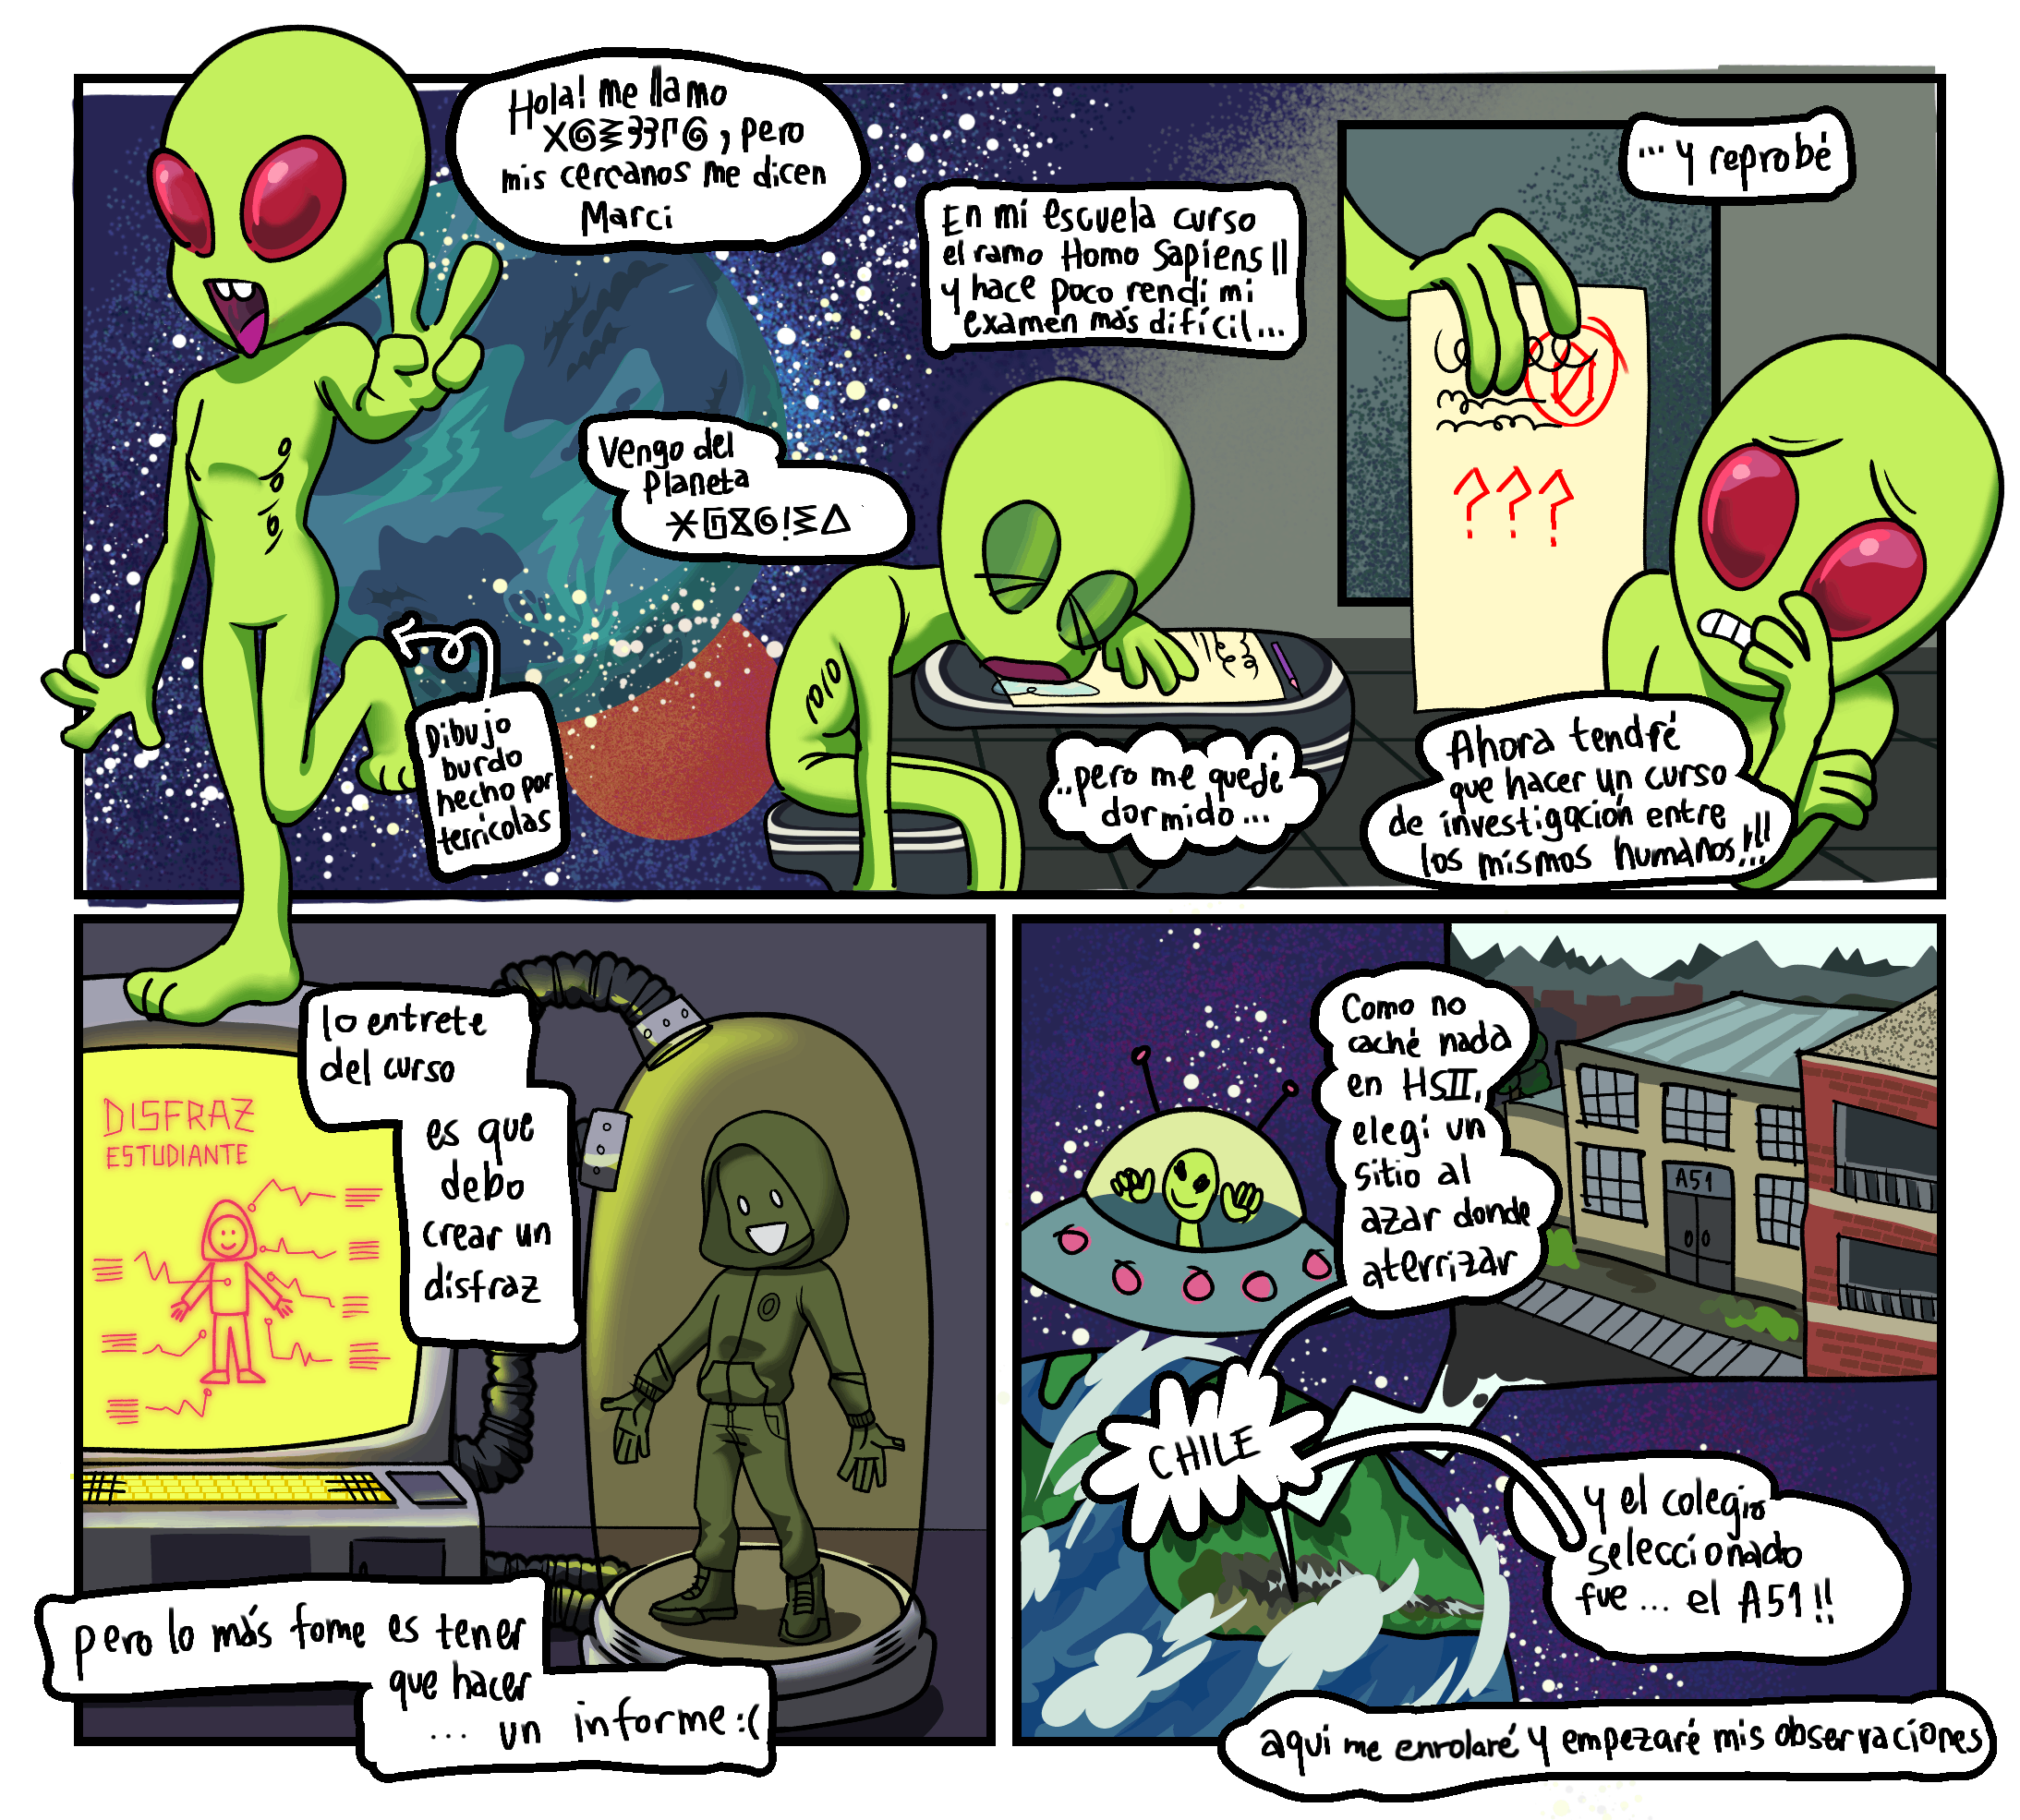 Hola! me llamo
, pero
mis cercanos me dicen
Marci
Vengo del
Planeta
Dibujo
burdo
hecho por
terrícolas
En mi escuela curso
el ramo Homo Sapiens II
y hace poco rendí mi
examen más difícil...
..pero me quedé
dormido...
... y reprobé
0
???
Ahora tendré
que hacer un curso
de investigación entre
los mismos humanos!!!
lo entrete
del curso
es que
debo
crear un
disfraz
DISFRAZ
ESTUDIANTE
pero lo más fome es tener
que hacer
... un informe :(
Como no
caché nada
en HSII,
elegí un
sitio al
azar donde
aterrizar
A51
CHILE
y el colegio
seleccionado
fue ... el A51!!
aqui me enrolaré y empezaré mis observaciones